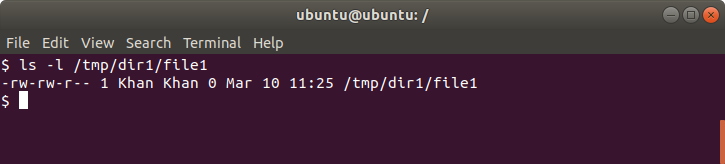 ubuntu@ubuntu: /
File Edit View Search Terminal Help
$ ls -l /tmp/dir1/file1
-rw-rw-r-- 1 Khan Khan 0 Mar 10 11:25 /tmp/dir1/file1
$